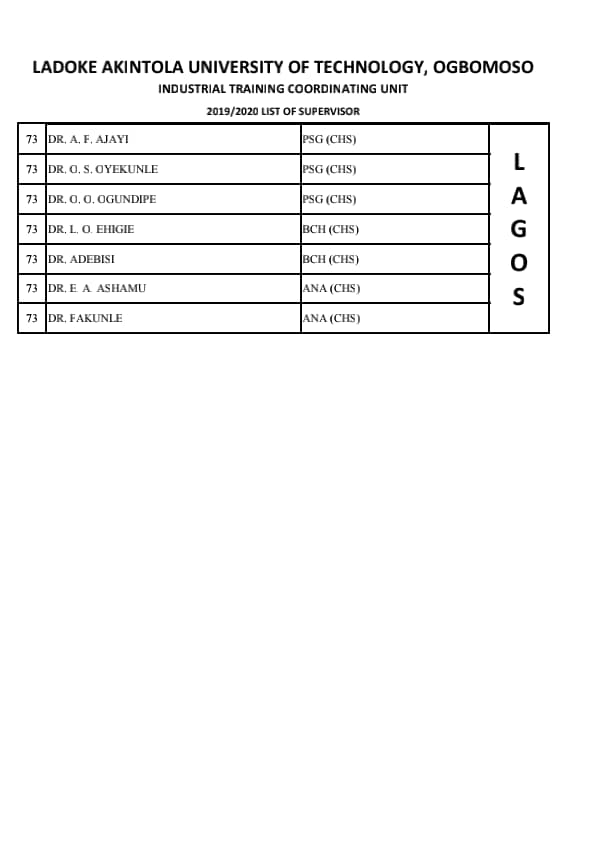 LADOKE AKINTOLA UNIVERSITY OF TECHNOLOGY, OGBOMOSO
INDUSTRIAL TRAINING COORDINATING UNIT
2019/2020 LIST OF SUPERVISOR
73 DR. A. F. AJAYI PSG (CHS)
73 DR. O. S. OYEKUNLE PSG (CHS)
73 DR. O. O. OGUNDIPE PSG (CHS)
73 DR. L. O. EHIGIE BCH (CHS)
73 DR. ADEBISI BCH (CHS)
73 DR. E. A. ASHAMU ANA (CHS)
73 DR. FAKUNLE ANA (CHS)
L
A
G
O
S